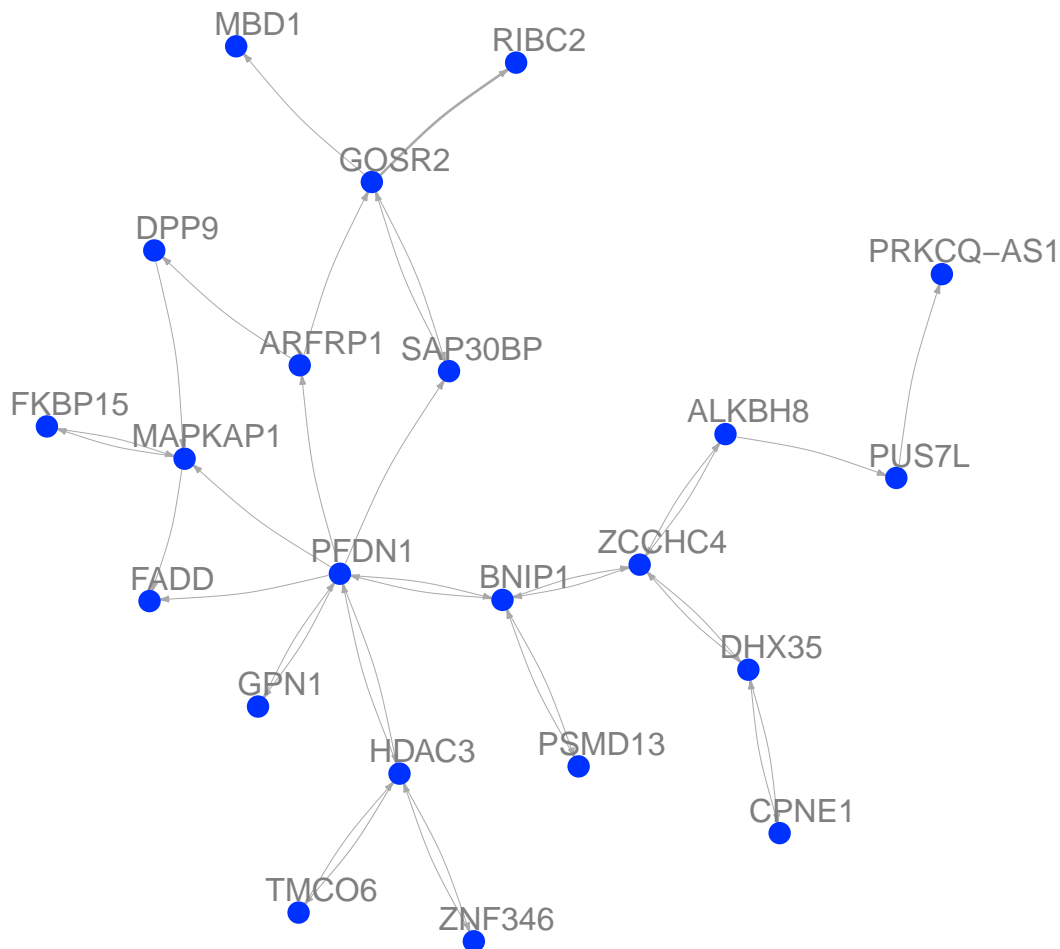 MBD1
RIBC2
GOSR2
DPP9
PRKCQ−AS1
ARFRP1
SAP30BP
FKBP15
ALKBH8
MAPKAP1
PUS7L
ZCCHC4
PFDN1
BNIP1
FADD
DHX35
GPN1
PSMD13
HDAC3
CPNE1
TMCO6
ZNF346